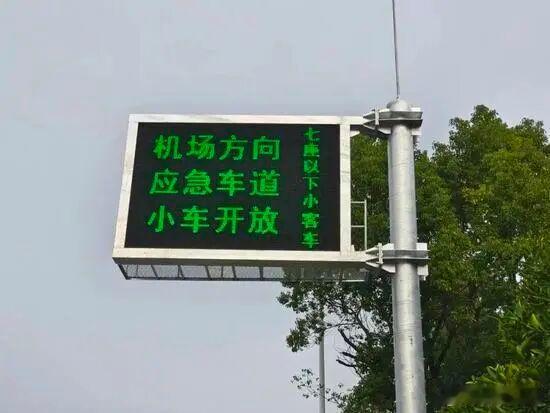 机场方向
应急车道
小车开放
七座以下小客车